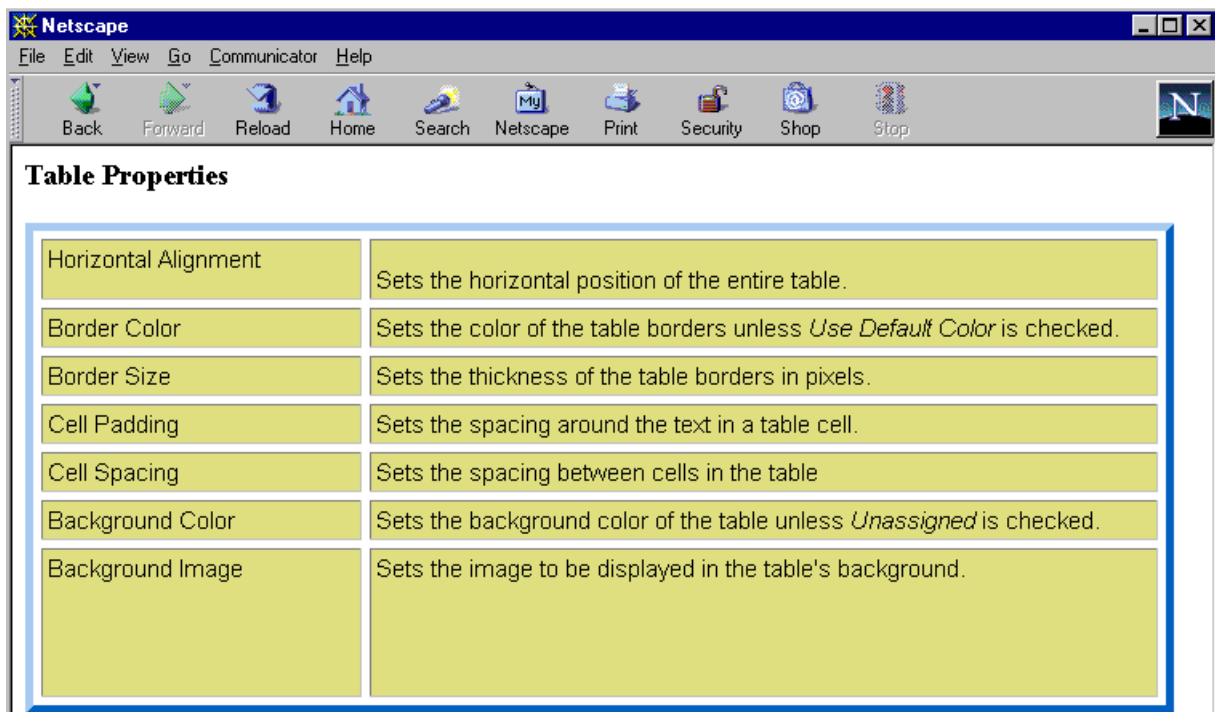 Netscape
File Edit View Go Communicator Help
My N
Back Forward Reload Home Search Netscape Print Security Shop Stop
Table Properties
Horizontal Alignment
Sets the horizontal position of the entire table.
Border Color Sets the color of the table borders unless Use Default Color is checked.
Border Size Sets the thickness of the table borders in pixels.
Cell Padding Sets the spacing around the text in a table cell.
Cell Spacing Sets the spacing between cells in the table
Background Color Sets the background color of the table unless Unassigned is checked.
Background Image Sets the image to be displayed in the table's background.